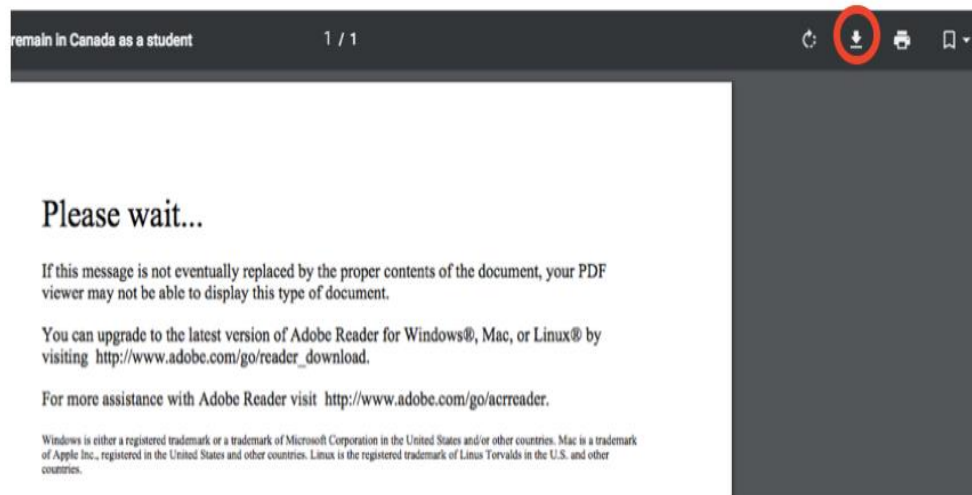 remain in Canada as a student
1 / 1
Please wait...
If this message is not eventually replaced by the proper contents of the document, your PDF
viewer may not be able to display this type of document.
You can upgrade to the latest version of Adobe Reader for Windows®, Mac, or Linux® by
visiting http://www.adobe.com/go/reader_download.
For more assistance with Adobe Reader visit http://www.adobe.com/go/acrreader.
Windows is either a registered trademark or a trademark of Microsoft Corporation in the United States and/or other countries. Mac is a trademark
of Apple Inc., registered in the United States and other countries. Linux is the registered trademark of Linus Torvalds in the U.S. and other
countries.